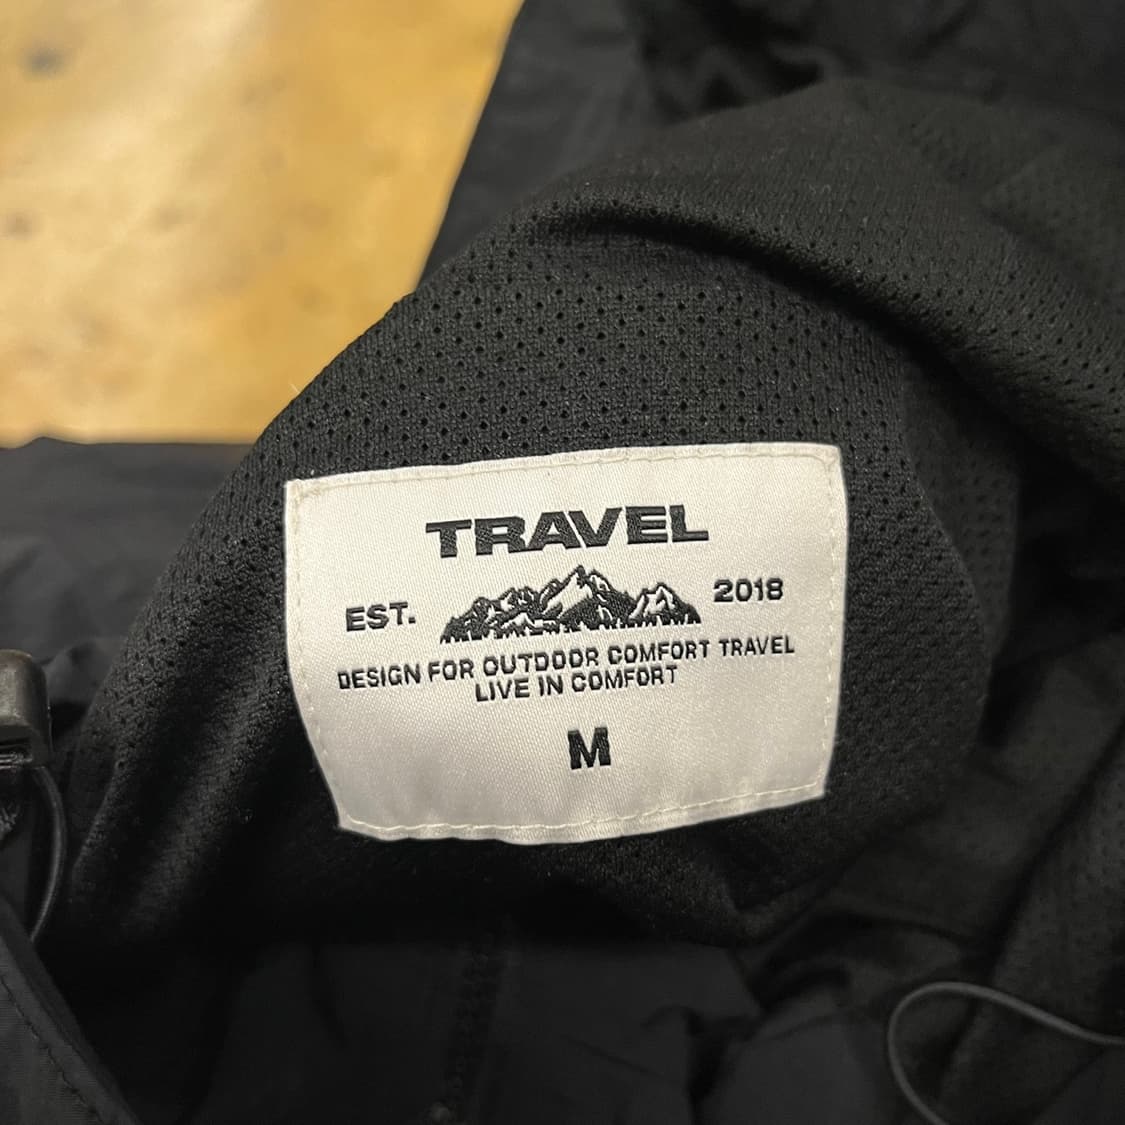 TRAVEL
EST. 2018
DESIGN FOR OUTDOOR COMFORT TRAVEL
LIVE IN COMFORT
M